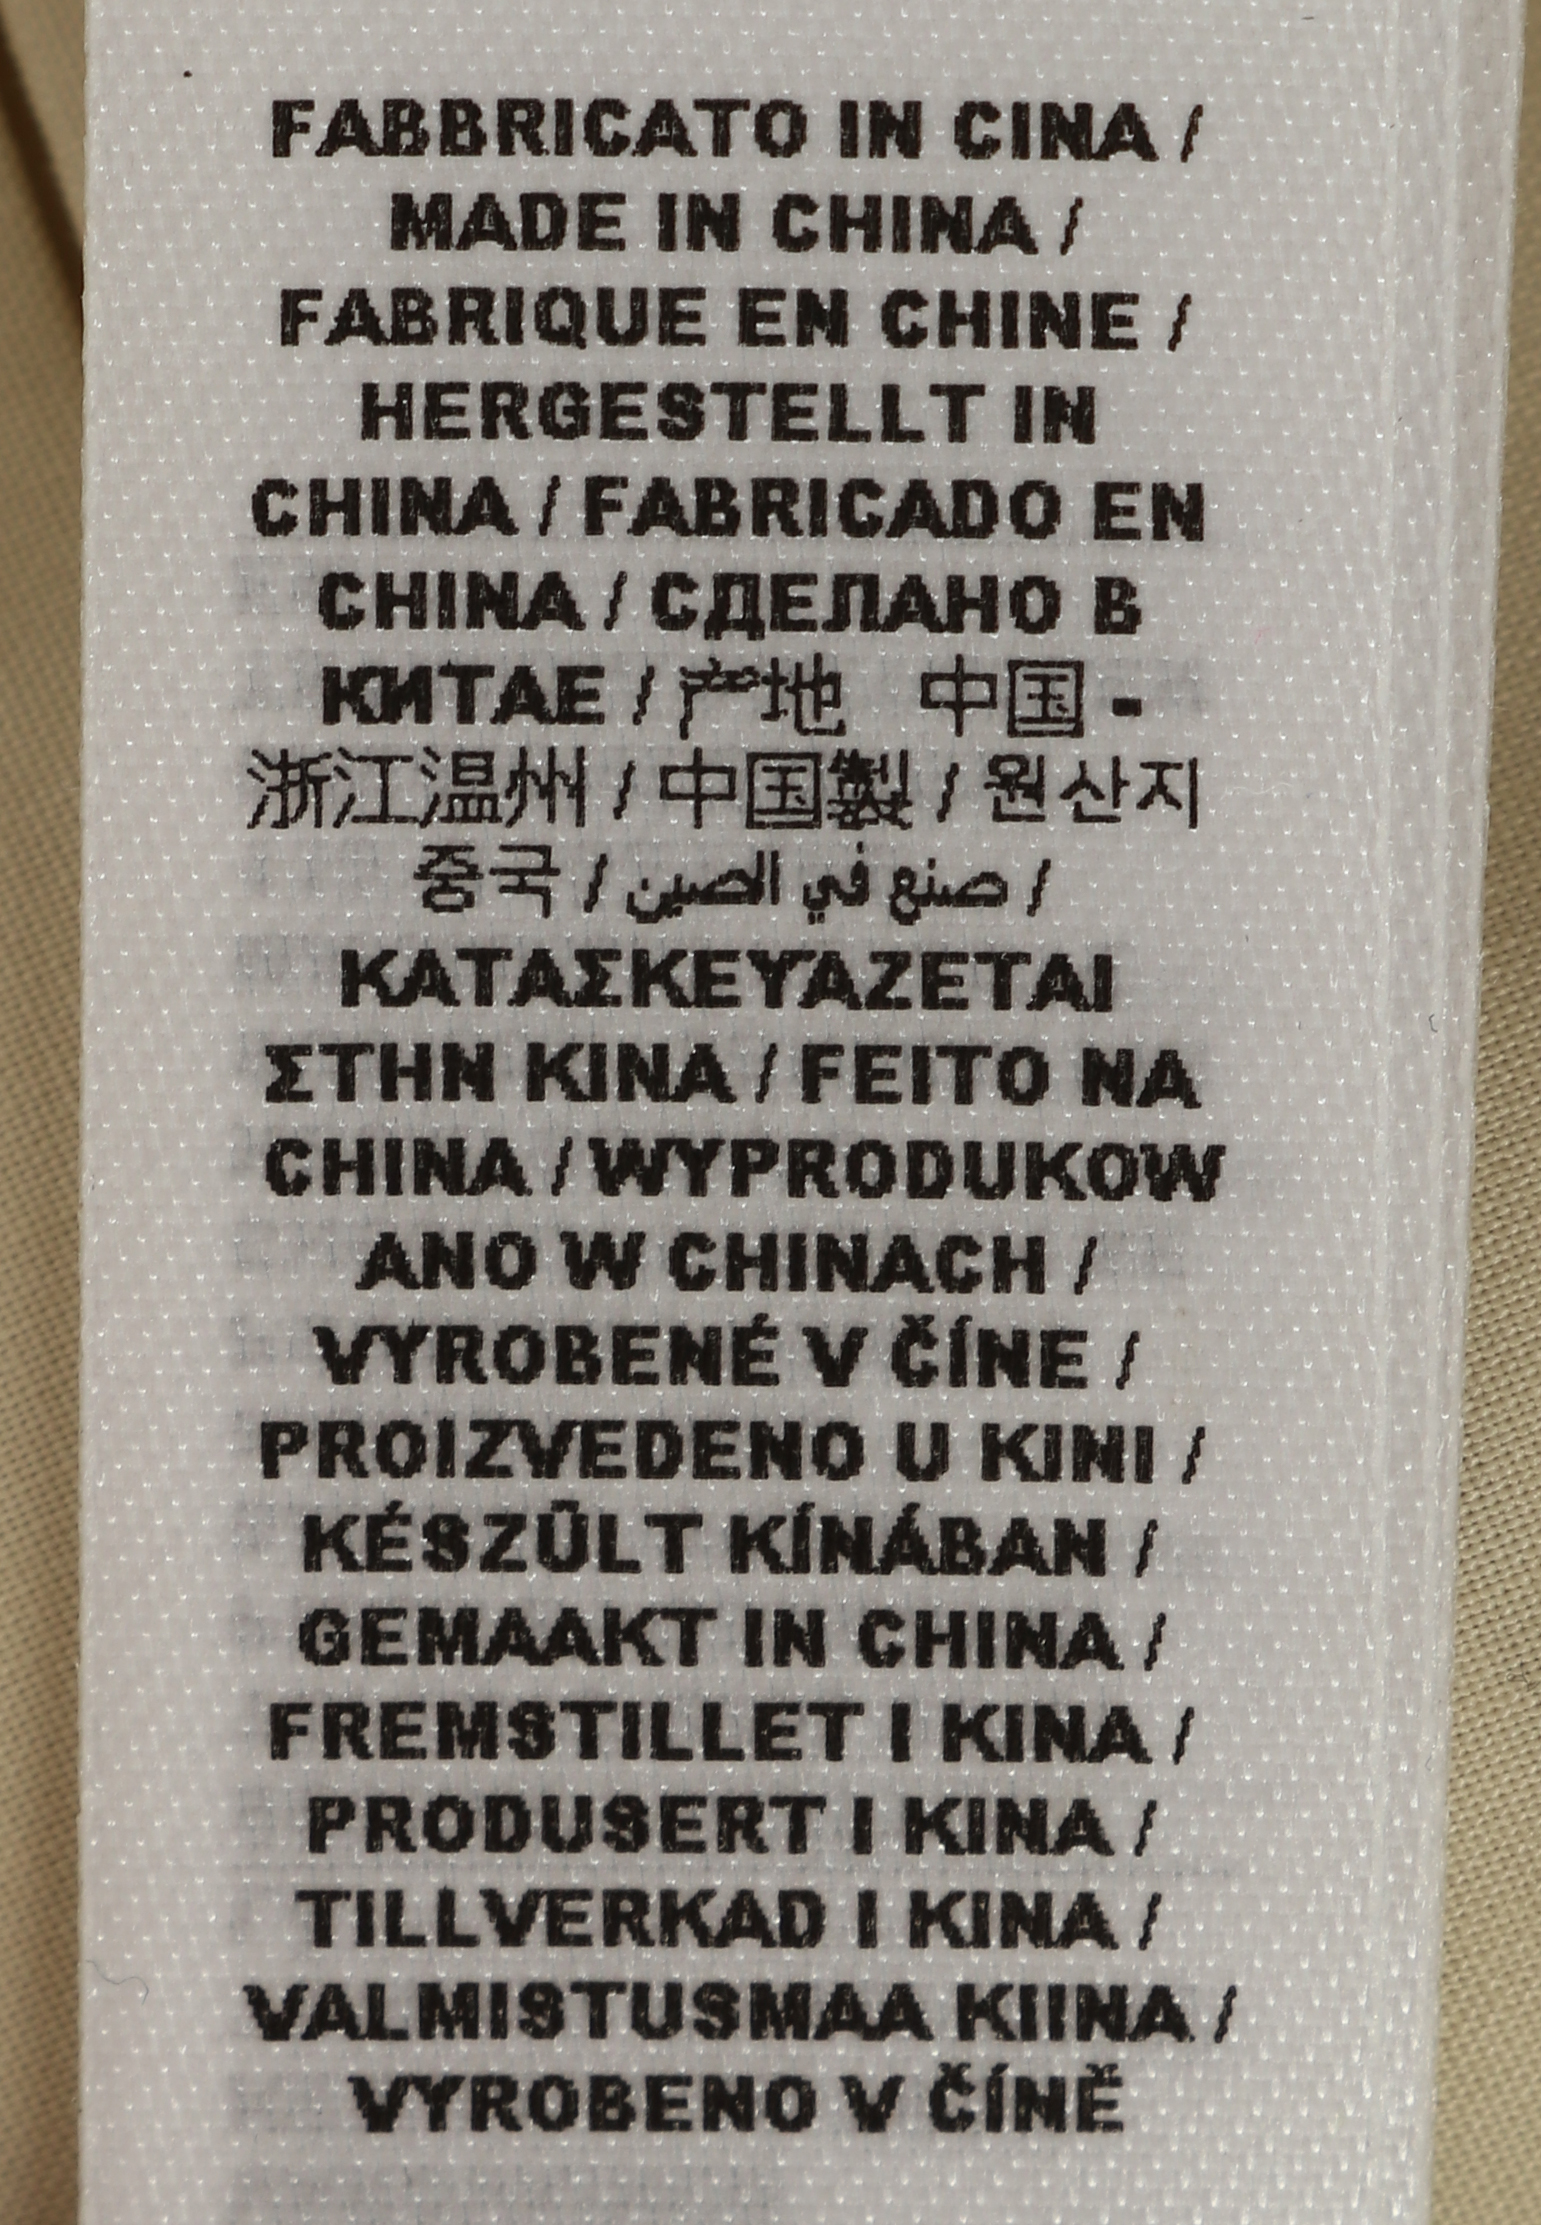 FABBRICATO IN CINA /
MADE IN CHINA /
FABRIQUE EN CHINE /
HERGESTELLT IN
CHINA / FABRICADO EN
CHINA / СДЕЛАНО В
КИТАЕ / 产地 中国 -
浙江温州 / 中国製 / 원산지
중국 / صنع في الصين /
ΚΑΤΑΣΚΕΥΑΖΕΤΑΙ
ΣΤΗΝ ΚΙΝΑ / FEITO NA
CHINA / WYPRODUKOW
ANO W CHINACH /
VYROBENÉ V ČÍNE /
PROIZVEDENO U KINI /
KÉSZÜLT KÍNÁBAN /
GEMAAKT IN CHINA /
FREMSTILLET I KINA /
PRODUSERT I KINA /
TILLVERKAD I KINA /
VALMISTUSMAA KIINA /
VYROBENO V ČÍNĚ